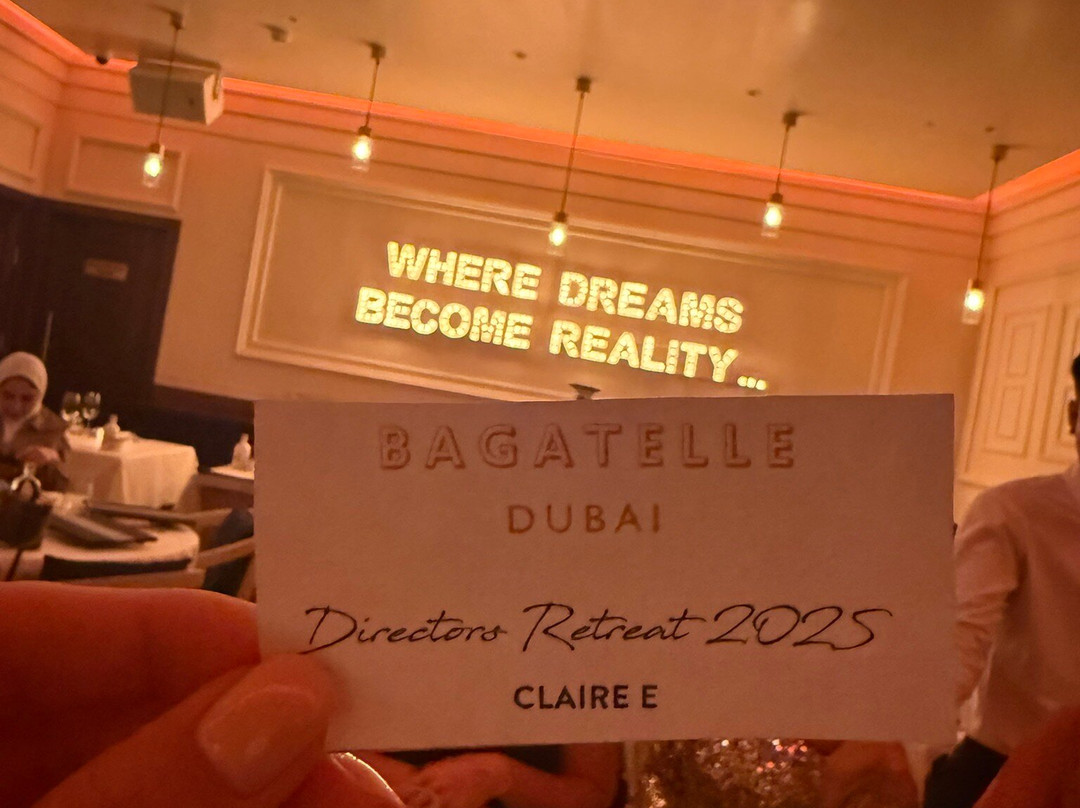 WHERE DREAMS
BECOME REALITY...
BAGATELLE
DUBAI
Directors Retreat 2025
CLAIRE E